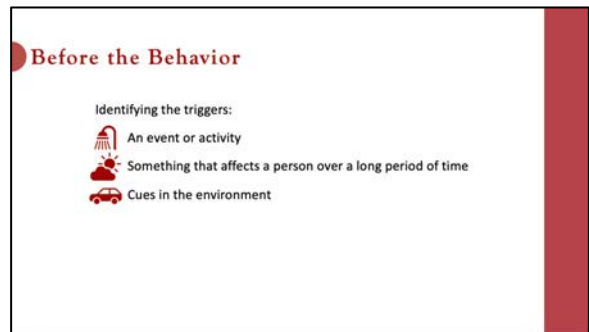 Before the Behavior
Identifying the triggers:
An event or activity
Something that affects a person over a long period of time
Cues in the environment